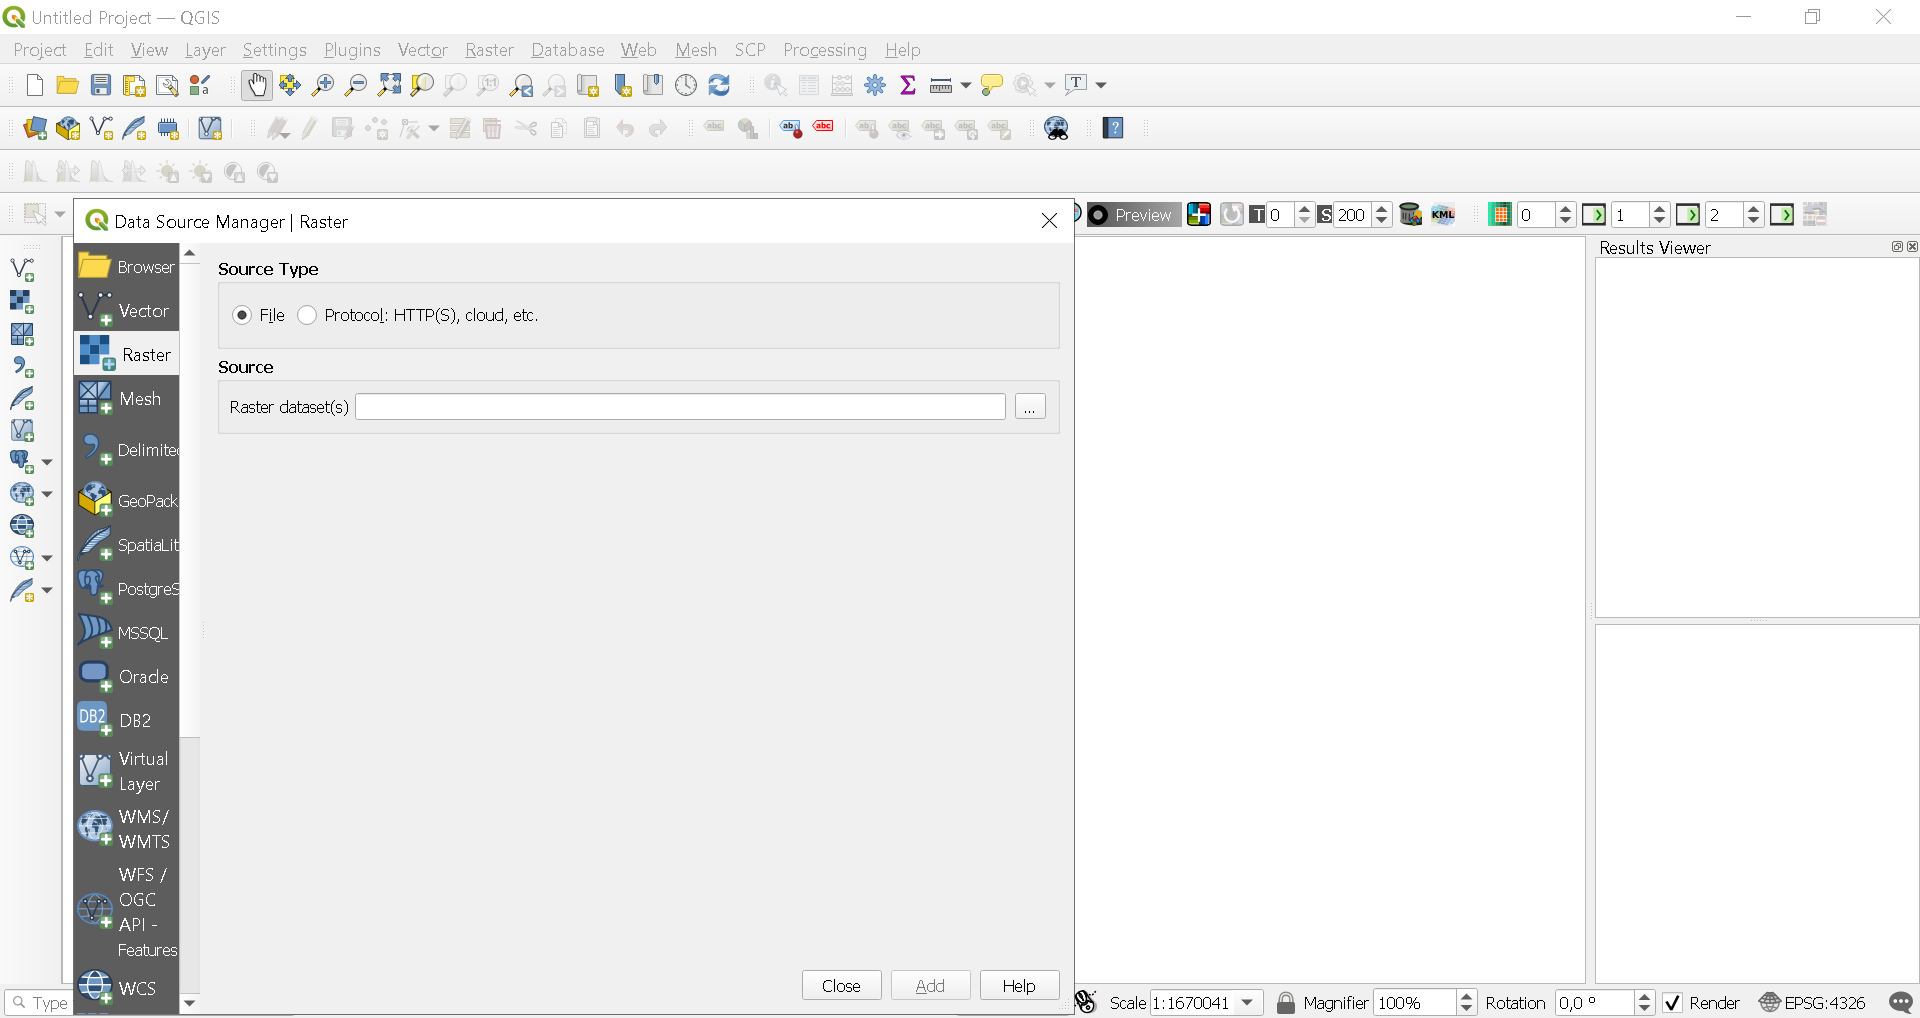 Untitled Project — QGIS
Project Edit View Layer Settings Plugins Vector Raster Database Web Mesh SCP Processing Help
Preview T 0 S 200 KML 0 1 2
Data Source Manager | Raster
Results Viewer
Browser
Vector
Raster
Mesh
Delimited
GeoPack
SpatiaLit
PostgreS
MSSQL
Oracle
DB2 DB2
Virtual
Layer
WMS/
WMTS
WFS /
OGC
API -
Features
WCS
Source Type
File Protocol: HTTP(S), cloud, etc.
Source
Raster dataset(s) ...
Close Add Help
Type
Scale 1:1670041 Magnifier 100% Rotation 0,0 ° Render EPSG:4326